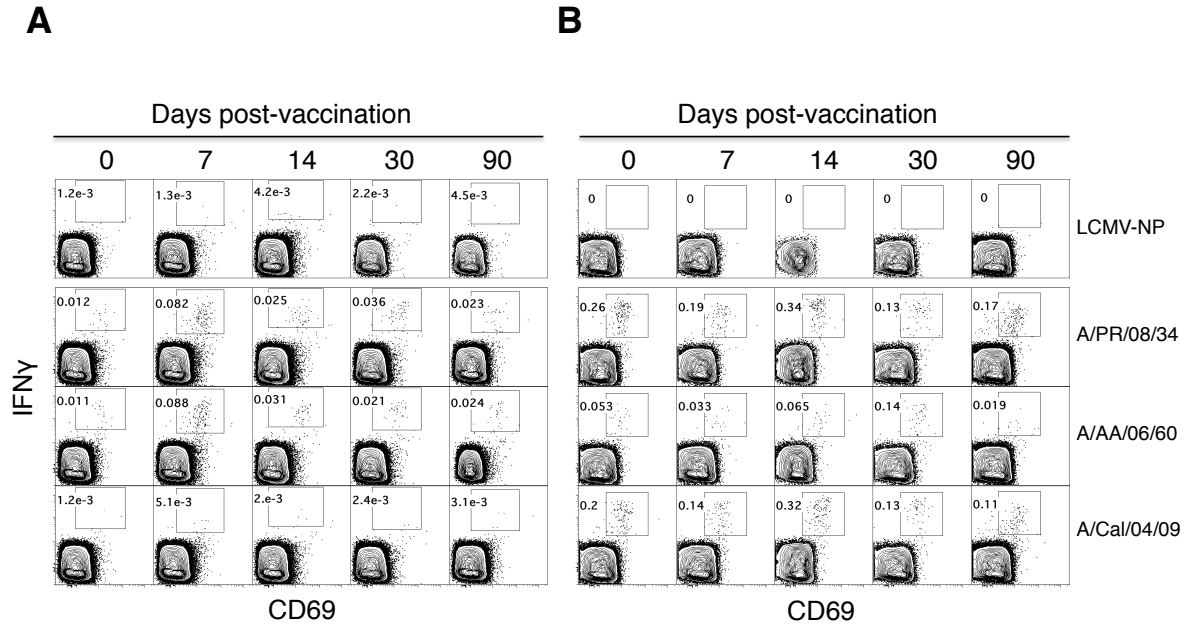 A
B
Days post-vaccination
Days post-vaccination
0 7 14 30 90
0 7 14 30 90
1.2e-3 1.3e-3 4.2e-3 2.2e-3 4.5e-3
0 0 0 0 0
LCMV-NP
0.012 0.082 0.025 0.036 0.023
0.26 0.19 0.34 0.13 0.17
A/PR/08/34
IFNγ
0.011 0.088 0.031 0.021 0.024
0.053 0.033 0.065 0.14 0.019
A/AA/06/60
1.2e-3 5.1e-3 2.e-3 2.4e-3 3.1e-3
0.2 0.14 0.32 0.13 0.11
A/Cal/04/09
CD69
CD69